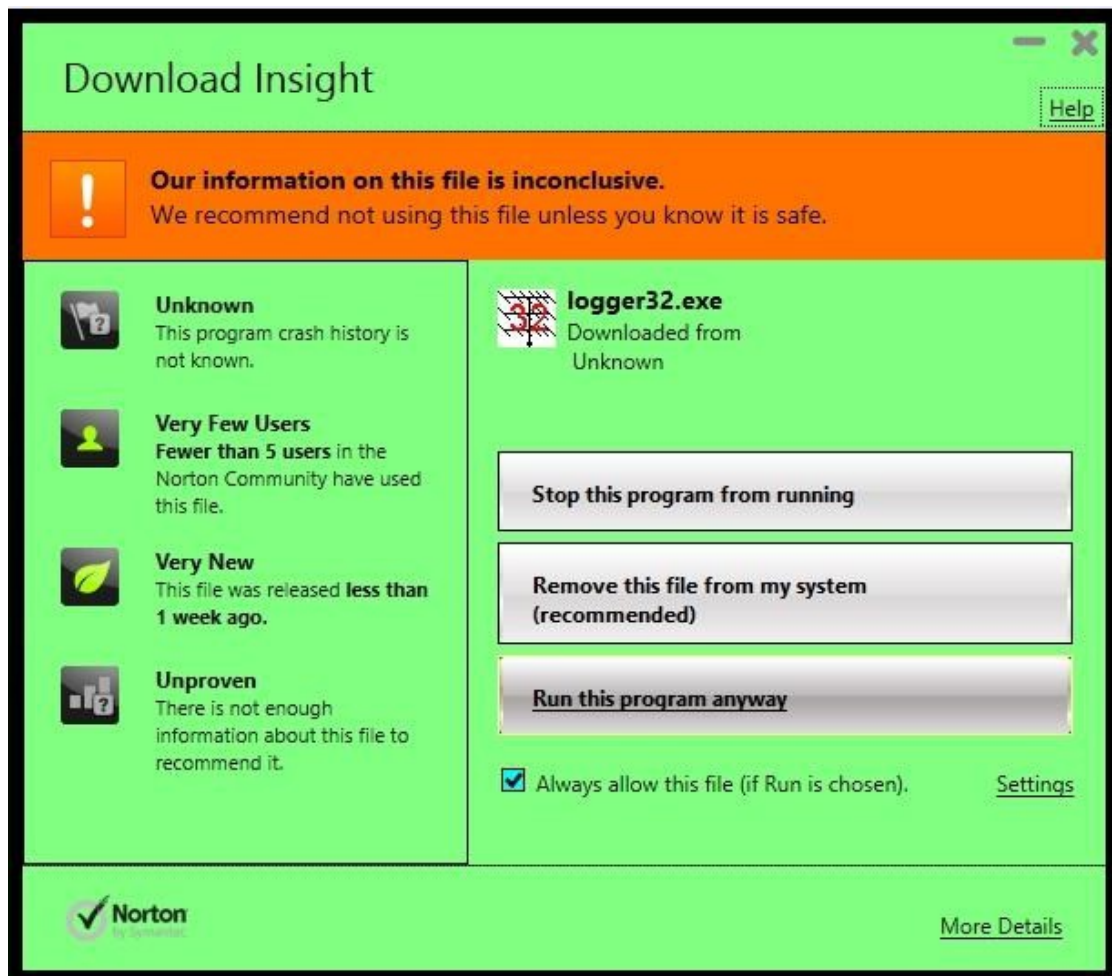 Download Insight
Help
!
Our information on this file is inconclusive.
We recommend not using this file unless you know it is safe.
Unknown
This program crash history is
not known.
Very Few Users
Fewer than 5 users in the
Norton Community have used
this file.
Very New
This file was released less than
1 week ago.
Unproven
There is not enough
information about this file to
recommend it.
32
logger32.exe
Downloaded from
Unknown
Stop this program from running
Remove this file from my system
(recommended)
Run this program anyway
Always allow this file (if Run is chosen).
Settings
Norton
by Symantec
More Details